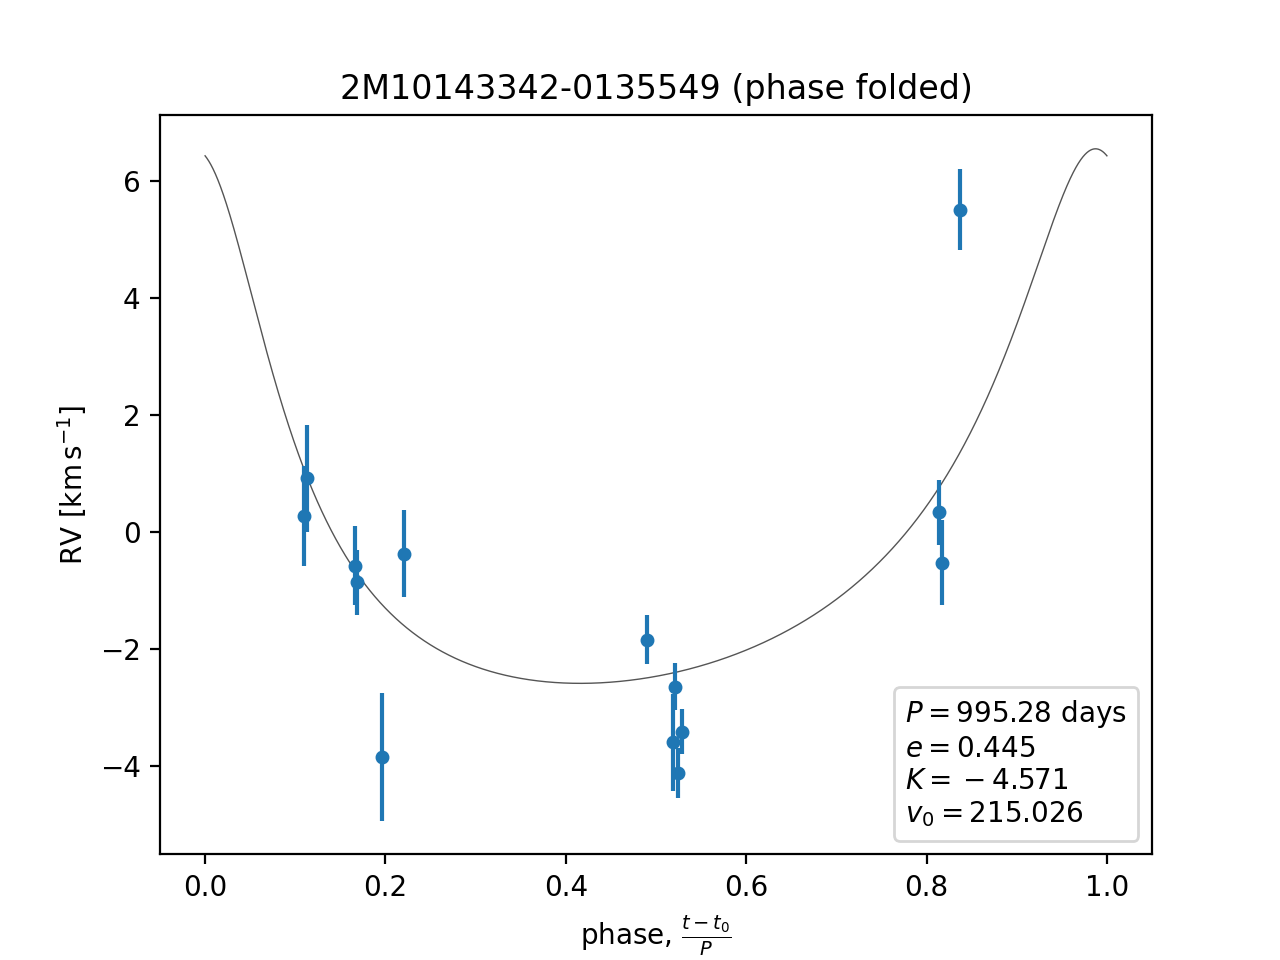 2M10143342-0135549 (phase folded)
RV [km s⁻¹]
6
4
2
0
−2
−4
P = 995.28 days
e = 0.445
K = −4.571
v₀ = 215.026
0.0 0.2 0.4 0.6 0.8 1.0
phase, (t − t₀)/P